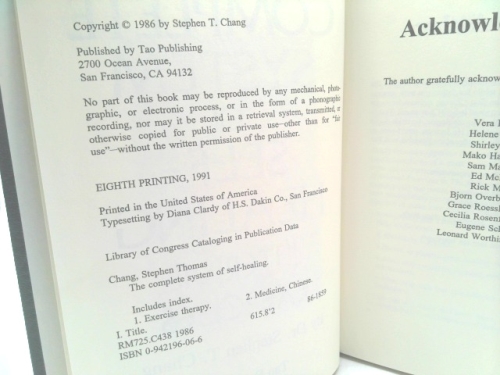 Copyright © 1986 by Stephen T. Chang
Published by Tao Publishing
2700 Ocean Avenue,
San Francisco, CA 94132
No part of this book may be reproduced by any mechanical, photo-
graphic, or electronic process, or in the form of a photographic
recording, nor may it be stored in a retrieval system, transmitted, or
otherwise copied for public or private use--other than for "fair
use"--without the written permission of the publisher.
EIGHTH PRINTING, 1991
Printed in the United States of America
Typesetting by Diana Clardy of H.S. Dakin Co., San Francisco
Library of Congress Cataloging in Publication Data
Chang, Stephen Thomas
The complete system of self-healing.
Includes index.
1. Exercise therapy. 2. Medicine, Chinese.
I. Title.
RM725.C438 1986 615.8'2 86-1859
ISBN 0-942196-06-6
Acknowle
The author gratefully acknow
Vera
Helene
Shirley
Mako Ha
Sam Ma
Ed Mc
Rick M
Bjorn Overb
Grace Roessl
Cecilia Rosen
Eugene Sc
Leonard Worthi